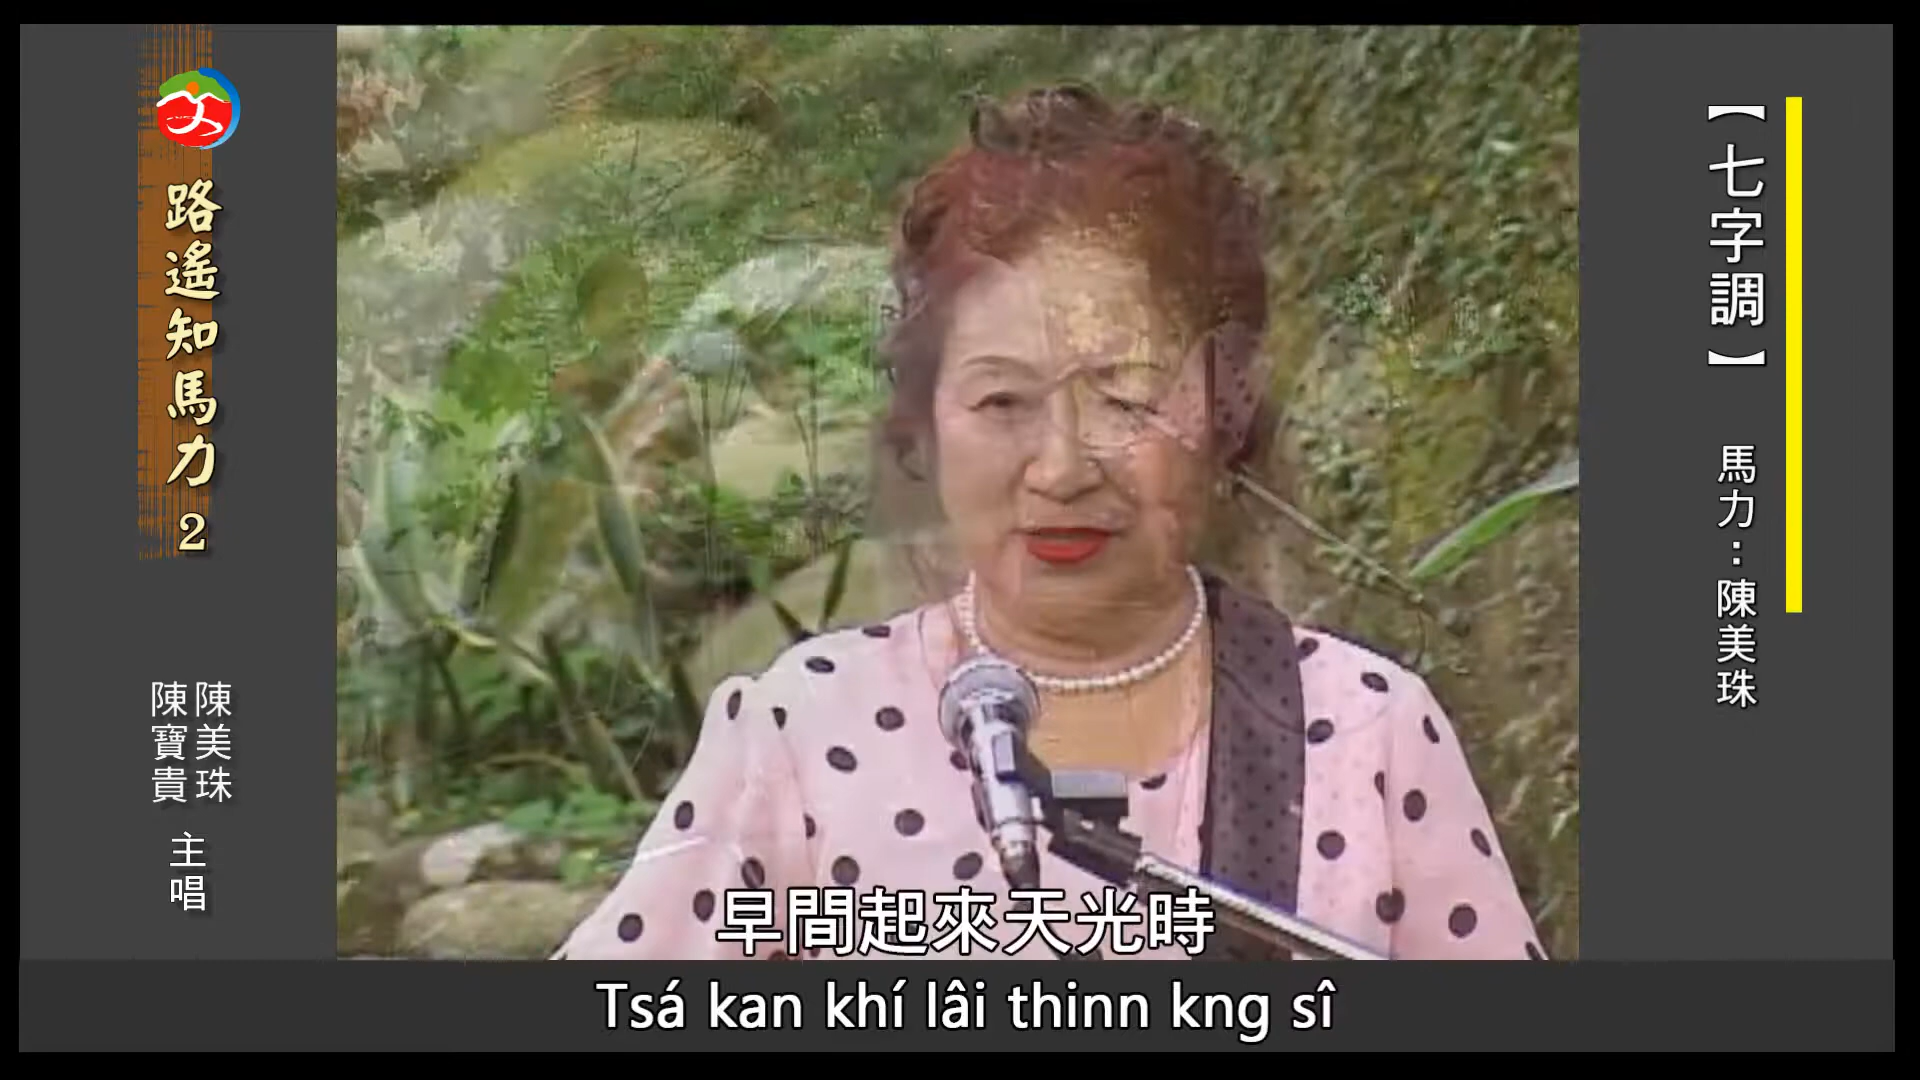 路遙知馬力2
陳美珠
陳寶貴
主唱
【七字調】
馬力：陳美珠
早間起來天光時
Tsá kan khí lâi thinn kng sî